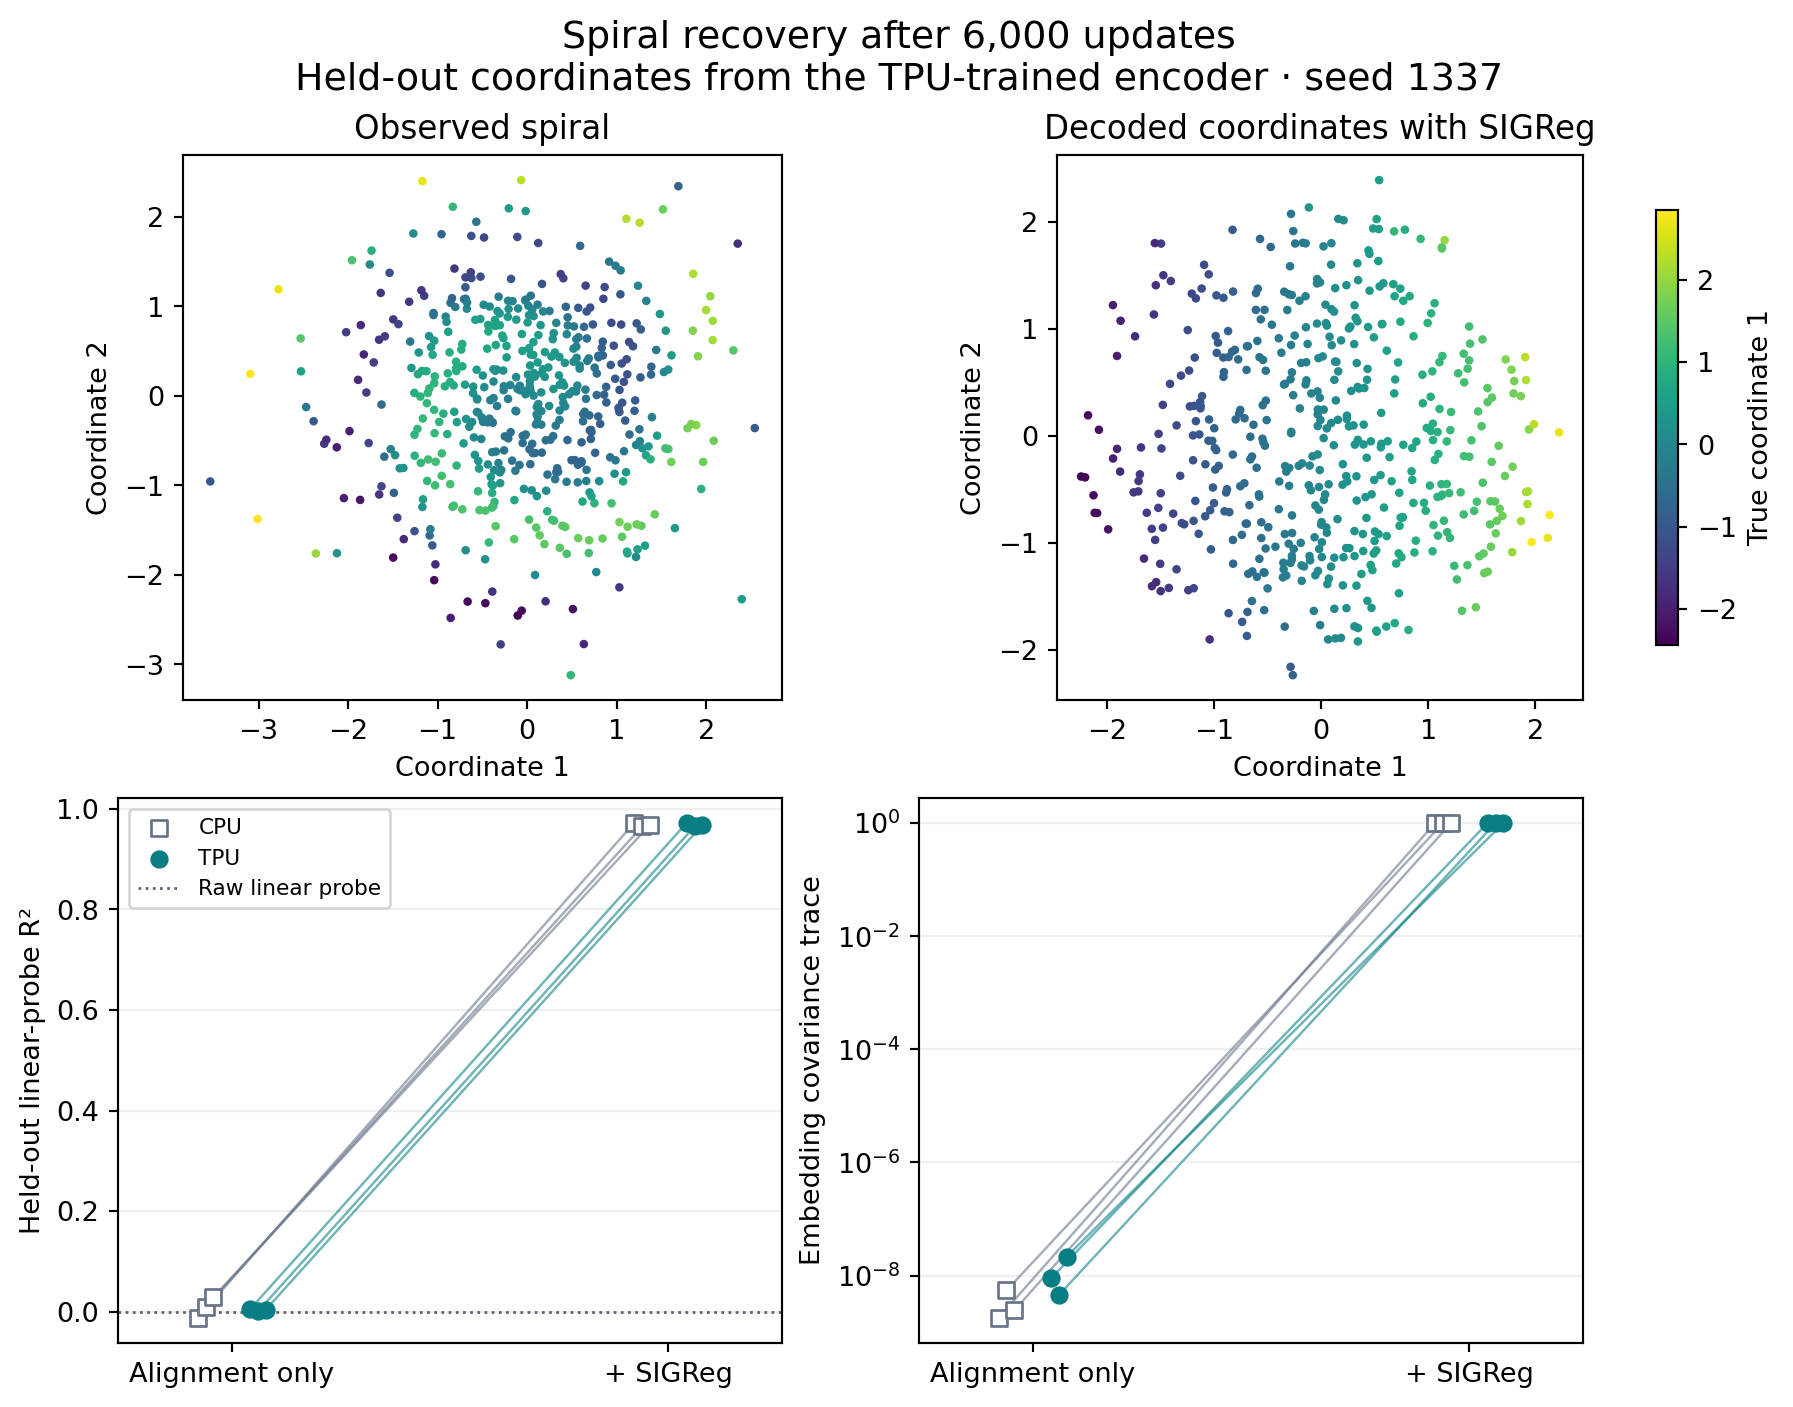 Spiral recovery after 6,000 updates
Held-out coordinates from the TPU-trained encoder · seed 1337
Observed spiral
Coordinate 2
2
1
0
−1
−2
−3
−3 −2 −1 0 1 2
Coordinate 1
Decoded coordinates with SIGReg
Coordinate 2
2
1
0
−1
−2
−2 −1 0 1 2
Coordinate 1
2
1
0
−1
−2
True coordinate 1
Held-out linear-probe R²
1.0
0.8
0.6
0.4
0.2
0.0
CPU
TPU
Raw linear probe
Alignment only + SIGReg
Embedding covariance trace
10⁰
10⁻²
10⁻⁴
10⁻⁶
10⁻⁸
Alignment only + SIGReg